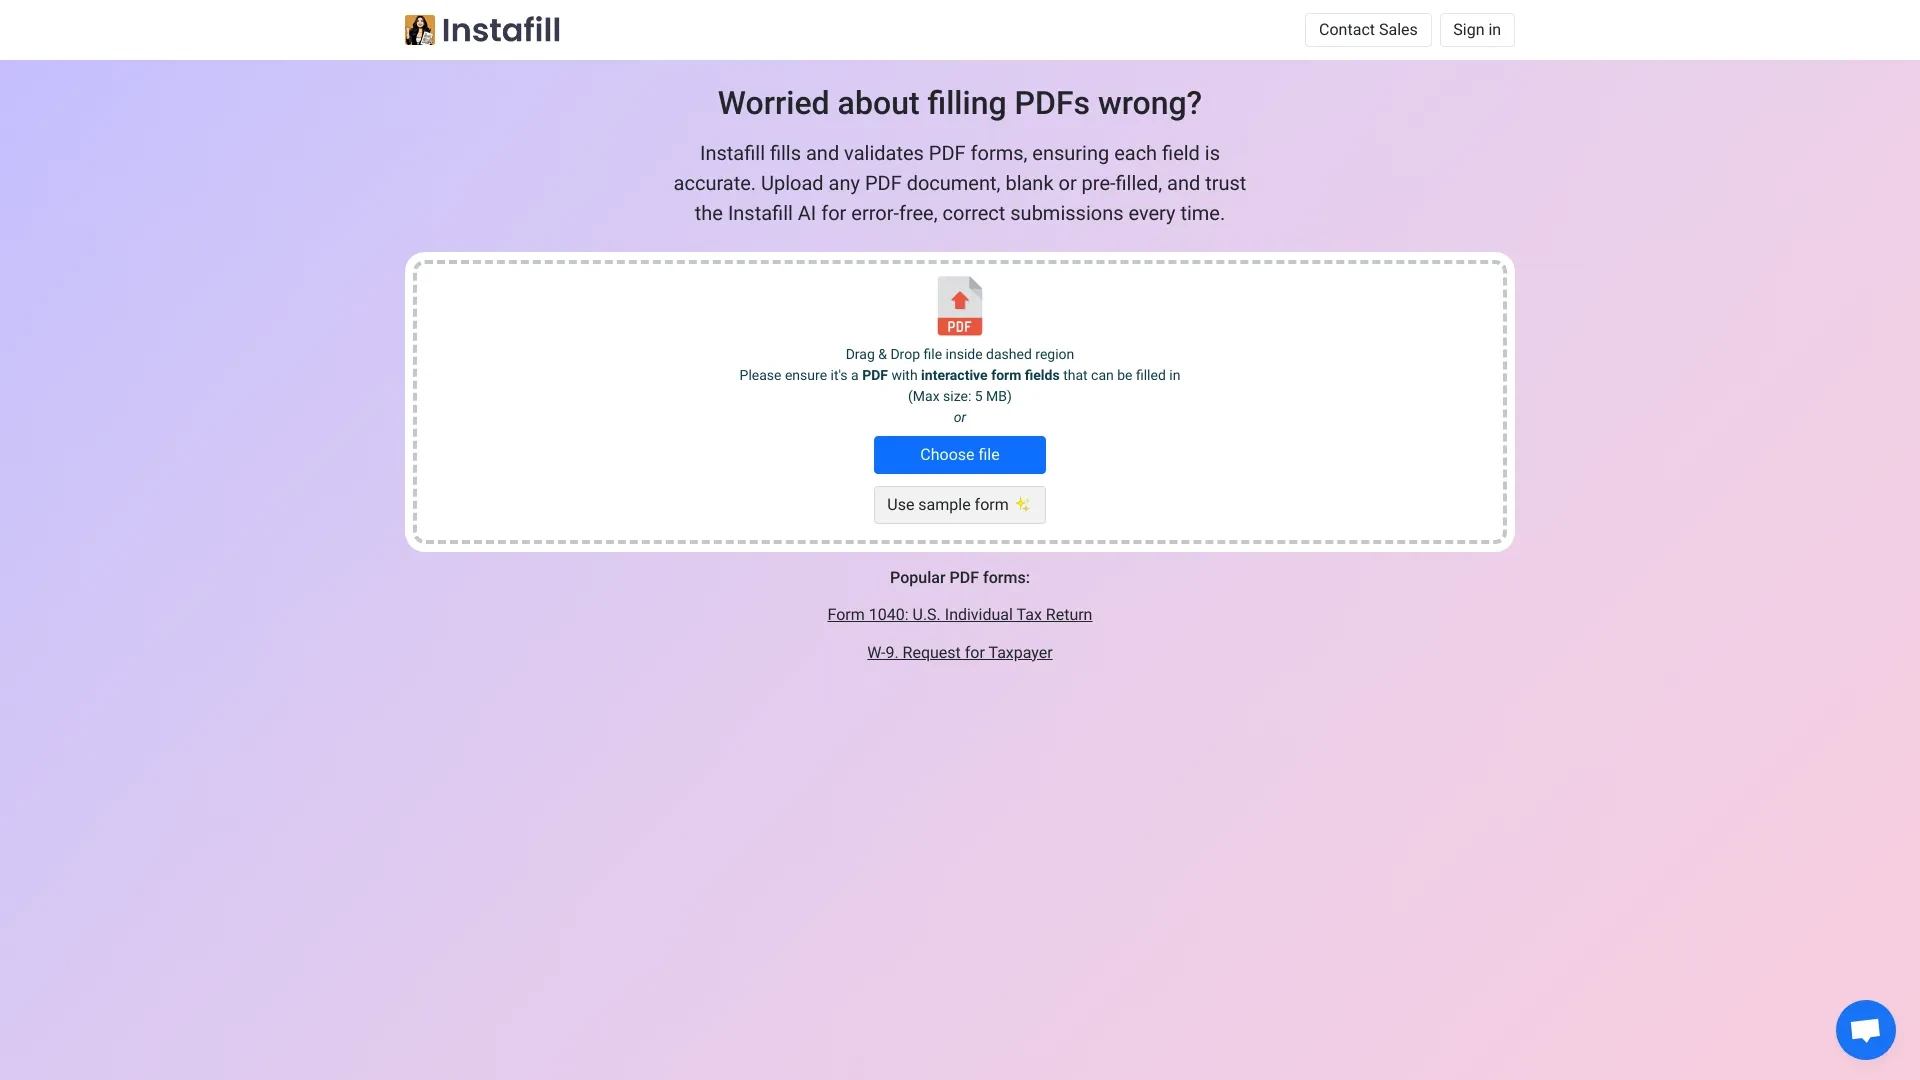 Instafill
Contact Sales
Sign in
Worried about filling PDFs wrong?
Instafill fills and validates PDF forms, ensuring each field is
accurate. Upload any PDF document, blank or pre-filled, and trust
the Instafill AI for error-free, correct submissions every time.
PDF
Drag & Drop file inside dashed region
Please ensure it's a PDF with interactive form fields that can be filled in
(Max size: 5 MB)
or
Choose file
Use sample form ✨
Popular PDF forms:
Form 1040: U.S. Individual Tax Return
W-9. Request for Taxpayer